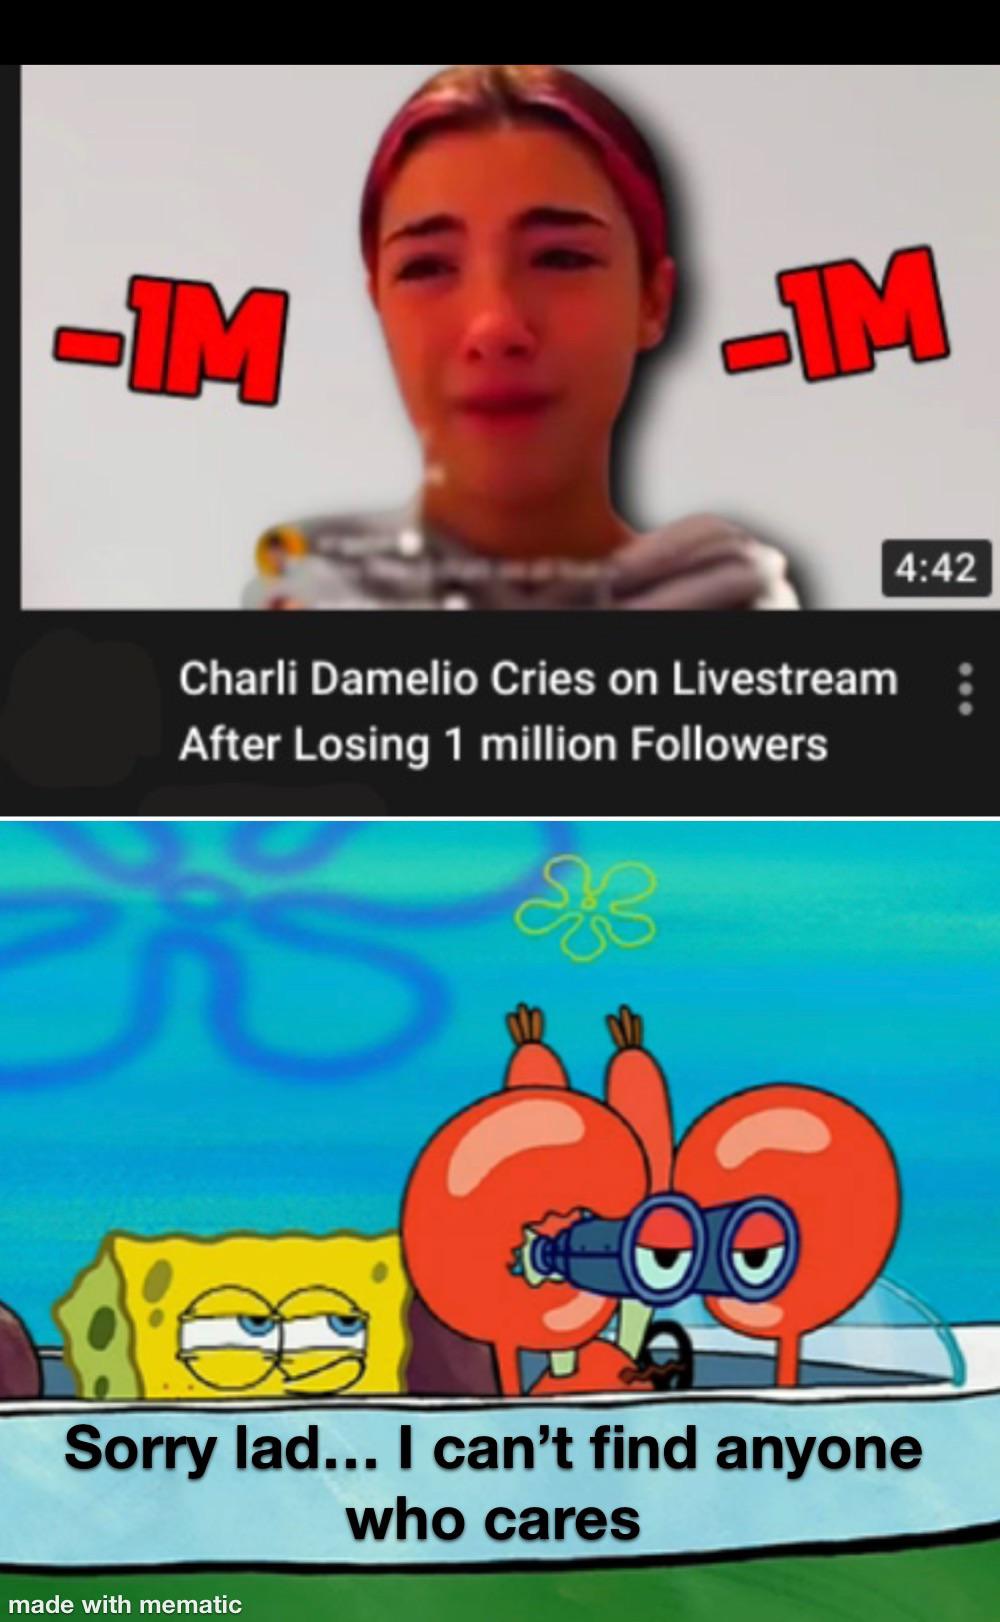 -1M
-1M
4:42
Charli Damelio Cries on Livestream
After Losing 1 million Followers
Sorry lad... I can’t find anyone
who cares
made with mematic